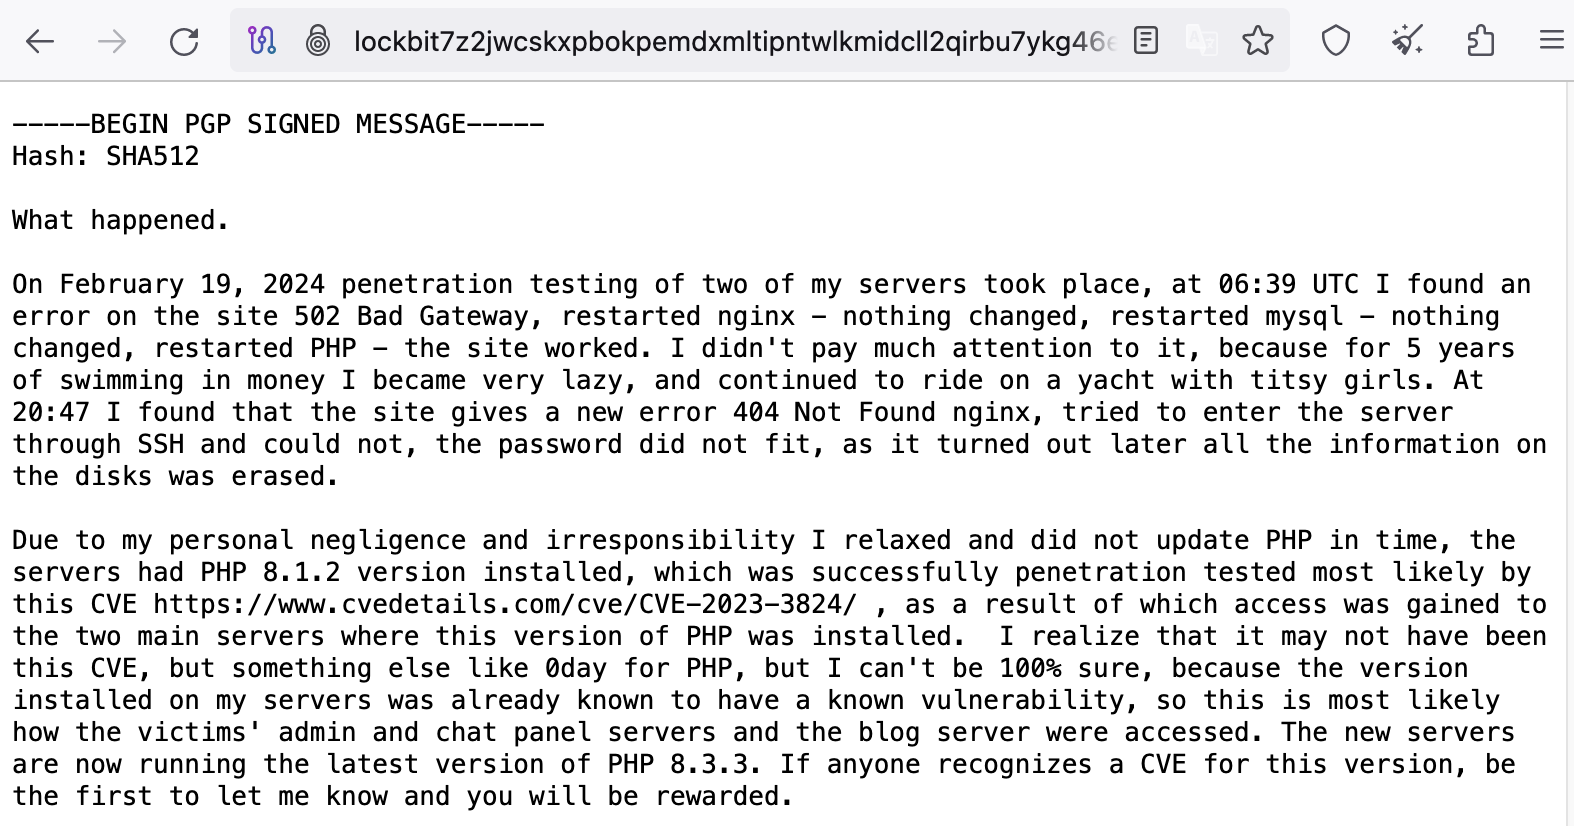 lockbit7z2jwcskxpbokpemdxmltipntwlkmidcll2qirbu7ykg46
-----BEGIN PGP SIGNED MESSAGE-----
Hash: SHA512
What happened.
On February 19, 2024 penetration testing of two of my servers took place, at 06:39 UTC I found an
error on the site 502 Bad Gateway, restarted nginx - nothing changed, restarted mysql - nothing
changed, restarted PHP - the site worked. I didn't pay much attention to it, because for 5 years
of swimming in money I became very lazy, and continued to ride on a yacht with titsy girls. At
20:47 I found that the site gives a new error 404 Not Found nginx, tried to enter the server
through SSH and could not, the password did not fit, as it turned out later all the information on
the disks was erased.
Due to my personal negligence and irresponsibility I relaxed and did not update PHP in time, the
servers had PHP 8.1.2 version installed, which was successfully penetration tested most likely by
this CVE https://www.cvedetails.com/cve/CVE-2023-3824/ , as a result of which access was gained to
the two main servers where this version of PHP was installed.  I realize that it may not have been
this CVE, but something else like 0day for PHP, but I can't be 100% sure, because the version
installed on my servers was already known to have a known vulnerability, so this is most likely
how the victims' admin and chat panel servers and the blog server were accessed. The new servers
are now running the latest version of PHP 8.3.3. If anyone recognizes a CVE for this version, be
the first to let me know and you will be rewarded.